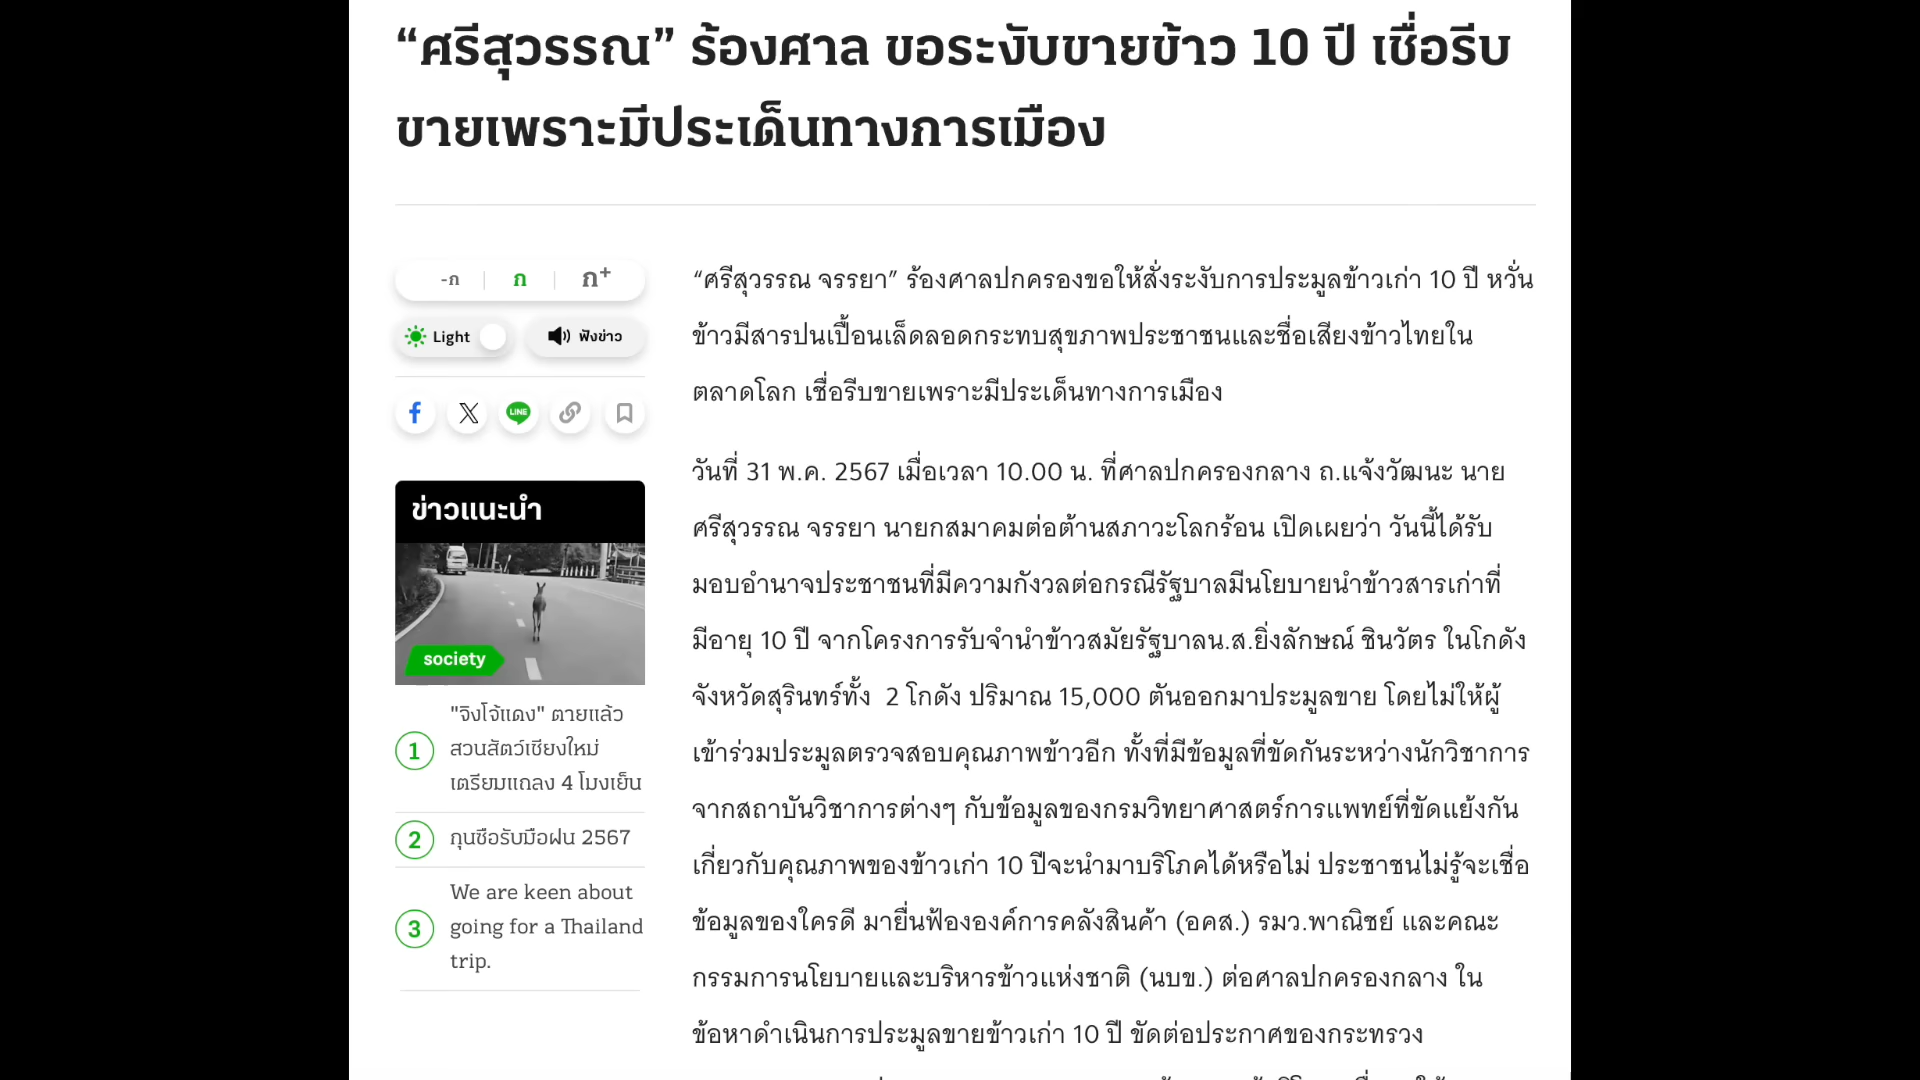 “ศรีสุวรรณ” ร้องศาล ขอระงับขายข้าว 10 ปี เชื่อรีบ
ขายเพราะมีประเด็นทางการเมือง
-ก
ก
ก+
Light
ฟังข่าว
LINE
ข่าวแนะนำ
society
1
"จิงโจ้แดง" ตายแล้ว
สวนสัตว์เชียงใหม่
เตรียมแถลง 4 โมงเย็น
2
กุนซือรับมือฝน 2567
3
We are keen about
going for a Thailand
trip.
“ศรีสุวรรณ จรรยา” ร้องศาลปกครองขอให้สั่งระงับการประมูลข้าวเก่า 10 ปี หวั่น
ข้าวมีสารปนเปื้อนเล็ดลอดกระทบสุขภาพประชาชนและชื่อเสียงข้าวไทยใน
ตลาดโลก เชื่อรีบขายเพราะมีประเด็นทางการเมือง
วันที่ 31 พ.ค. 2567 เมื่อเวลา 10.00 น. ที่ศาลปกครองกลาง ถ.แจ้งวัฒนะ นาย
ศรีสุวรรณ จรรยา นายกสมาคมต่อต้านสภาวะโลกร้อน เปิดเผยว่า วันนี้ได้รับ
มอบอำนาจประชาชนที่มีความกังวลต่อกรณีรัฐบาลมีนโยบายนำข้าวสารเก่าที่
มีอายุ 10 ปี จากโครงการรับจำนำข้าวสมัยรัฐบาลน.ส.ยิ่งลักษณ์ ชินวัตร ในโกดัง
จังหวัดสุรินทร์ทั้ง  2 โกดัง ปริมาณ 15,000 ตันออกมาประมูลขาย โดยไม่ให้ผู้
เข้าร่วมประมูลตรวจสอบคุณภาพข้าวอีก ทั้งที่มีข้อมูลที่ขัดกันระหว่างนักวิชาการ
จากสถาบันวิชาการต่างๆ กับข้อมูลของกรมวิทยาศาสตร์การแพทย์ที่ขัดแย้งกัน
เกี่ยวกับคุณภาพของข้าวเก่า 10 ปีจะนำมาบริโภคได้หรือไม่ ประชาชนไม่รู้จะเชื่อ
ข้อมูลของใครดี มายื่นฟ้ององค์การคลังสินค้า (อคส.) รมว.พาณิชย์ และคณะ
กรรมการนโยบายและบริหารข้าวแห่งชาติ (นบข.) ต่อศาลปกครองกลาง ใน
ข้อหาดำเนินการประมูลขายข้าวเก่า 10 ปี ขัดต่อประกาศของกระทรวง